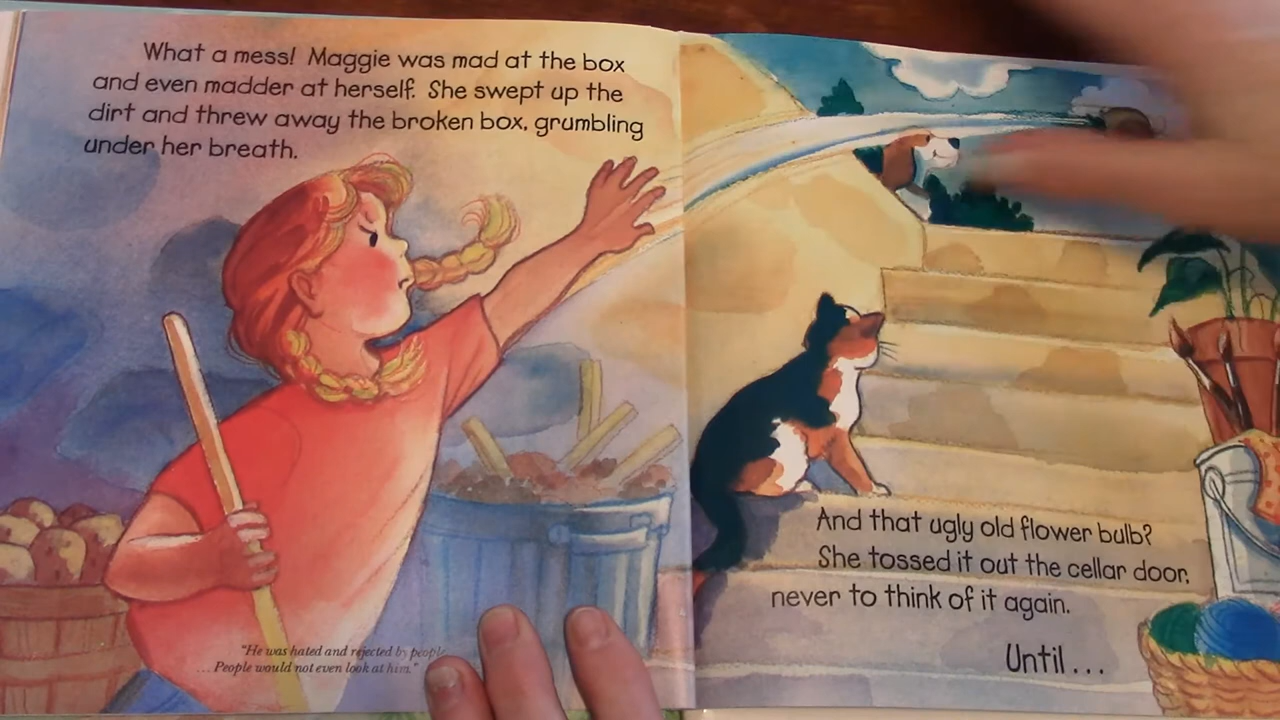 What a mess! Maggie was mad at the box
and even madder at herself. She swept up the
dirt and threw away the broken box, grumbling
under her breath.
"He was hated and rejected by people
. . . People would not even look at him."
And that ugly old flower bulb?
She tossed it out the cellar door,
never to think of it again.
Until . . .